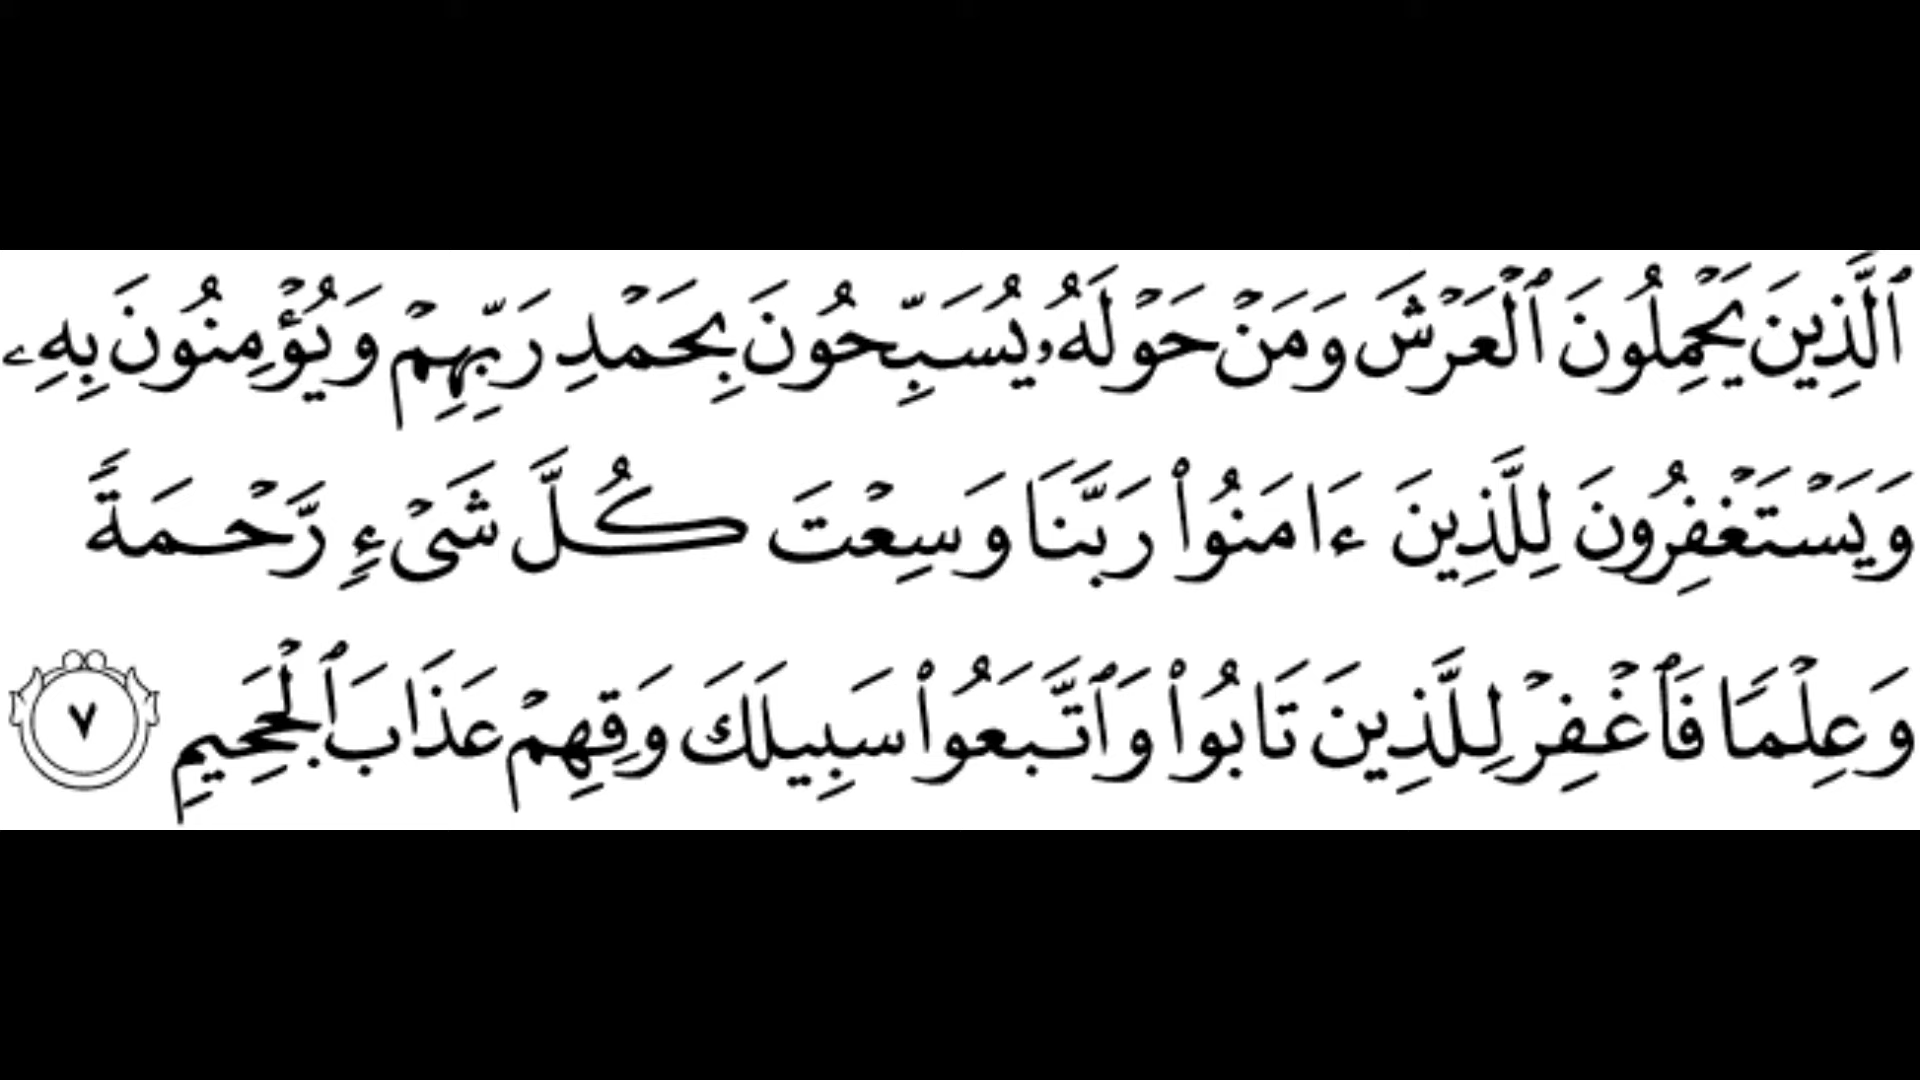 ٱلَّذِينَ يَحْمِلُونَ ٱلْعَرْشَ وَمَنْ حَوْلَهُۥ يُسَبِّحُونَ بِحَمْدِ رَبِّهِمْ وَيُؤْمِنُونَ بِهِۦ
وَيَسْتَغْفِرُونَ لِلَّذِينَ ءَامَنُوا۟ رَبَّنَا وَسِعْتَ كُلَّ شَىْءٍ رَّحْمَةً
وَعِلْمًا فَٱغْفِرْ لِلَّذِينَ تَابُوا۟ وَٱتَّبَعُوا۟ سَبِيلَكَ وَقِهِمْ عَذَابَ ٱلْجَحِيمِ ٧